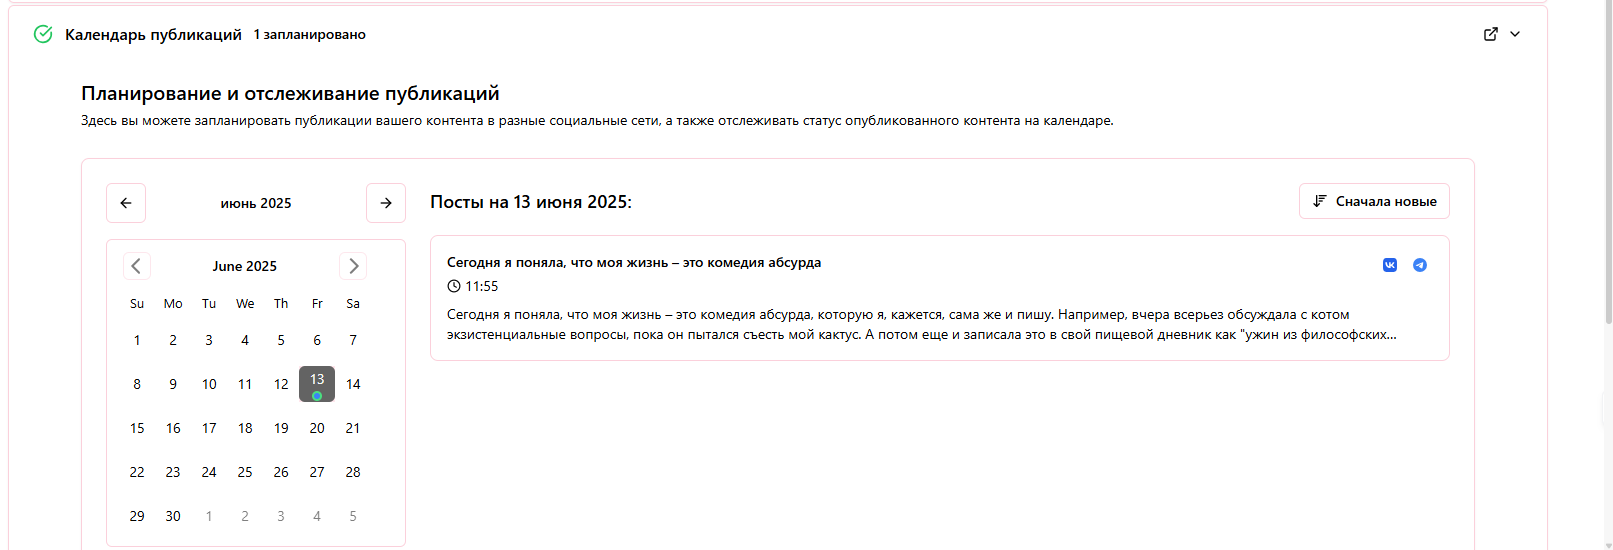 Календарь публикаций 1 запланировано
Планирование и отслеживание публикаций
Здесь вы можете запланировать публикации вашего контента в разные социальные сети, а также отслеживать статус опубликованного контента на календаре.
июнь 2025
June 2025
Su Mo Tu We Th Fr Sa
1 2 3 4 5 6 7
8 9 10 11 12 13 14
15 16 17 18 19 20 21
22 23 24 25 26 27 28
29 30 1 2 3 4 5
Посты на 13 июня 2025:
Сначала новые
Сегодня я поняла, что моя жизнь – это комедия абсурда
11:55
Сегодня я поняла, что моя жизнь – это комедия абсурда, которую я, кажется, сама же и пишу. Например, вчера всерьез обсуждала с котом
экзистенциальные вопросы, пока он пытался съесть мой кактус. А потом еще и записала это в свой пищевой дневник как "ужин из философских...